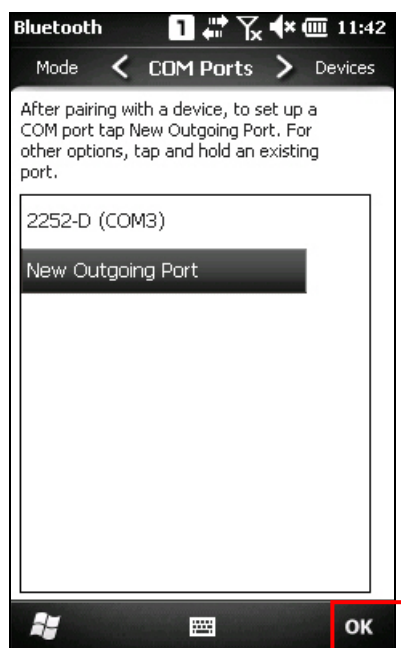 Bluetooth 1 11:42
Mode < COM Ports > Devices
After pairing with a device, to set up a
COM port tap New Outgoing Port. For
other options, tap and hold an existing
port.
2252-D (COM3)
New Outgoing Port
OK